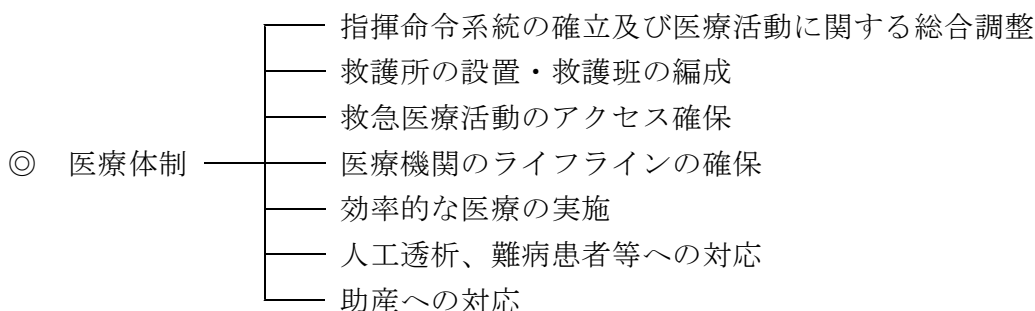 指揮命令系統の確立及び医療活動に関する総合調整
救護所の設置・救護班の編成
救急医療活動のアクセス確保
◎ 医療体制
医療機関のライフラインの確保
効率的な医療の実施
人工透析、難病患者等への対応
助産への対応